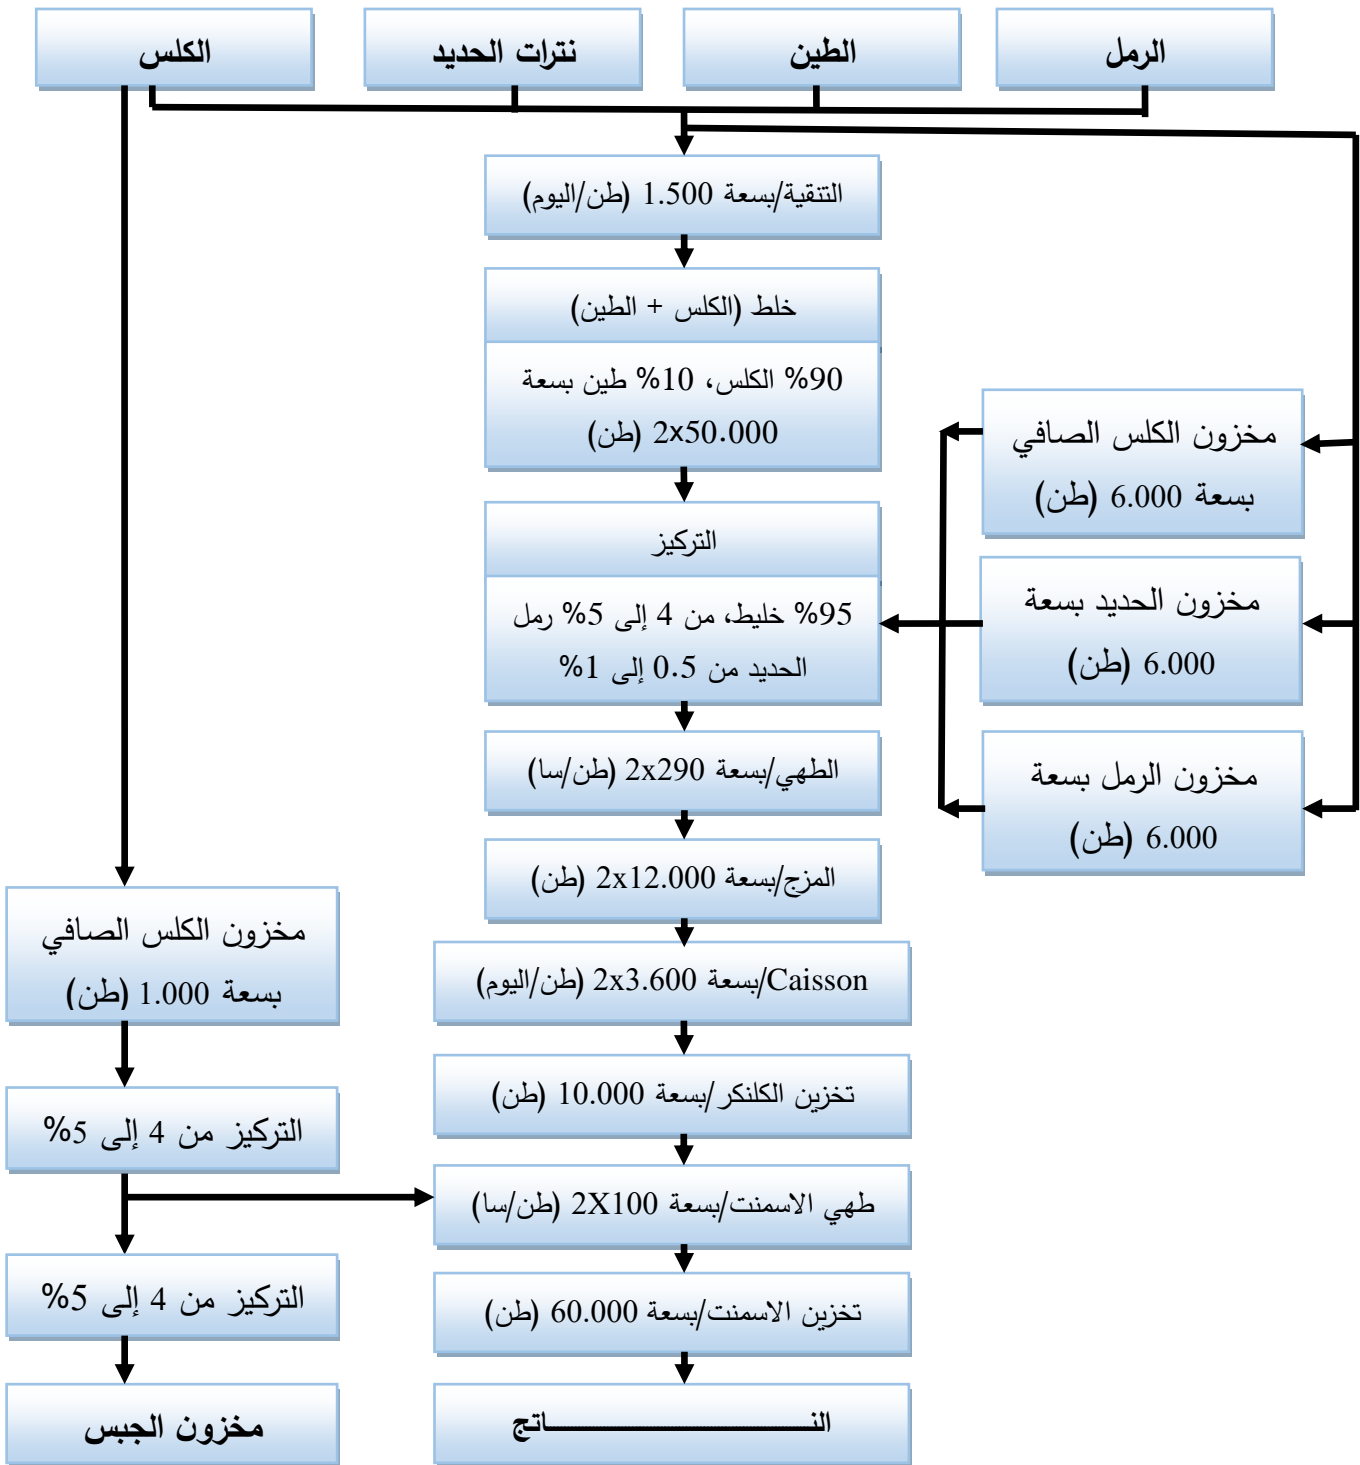 الرمل
الطين
نترات الحديد
الكلس
التنقية/بسعة 1.500 (طن/اليوم)
خلط (الكلس + الطين)
90% الكلس، 10% طين بسعة
2x50.000 (طن)
مخزون الكلس الصافي
بسعة 6.000 (طن)
التركيز
95% خليط، من 4 إلى 5% رمل
الحديد من 0.5 إلى 1%
مخزون الحديد بسعة
6.000 (طن)
الطهي/بسعة 2x290 (طن/سا)
مخزون الرمل بسعة
6.000 (طن)
المزج/بسعة 2x12.000 (طن)
مخزون الكلس الصافي
بسعة 1.000 (طن)
Caisson/بسعة 2x3.600 (طن/اليوم)
تخزين الكلنكر/بسعة 10.000 (طن)
التركيز من 4 إلى 5%
طهي الاسمنت/بسعة 2X100 (طن/سا)
تخزين الاسمنت/بسعة 60.000 (طن)
التركيز من 4 إلى 5%
النـــــــــــــــــاتج
مخزون الجبس